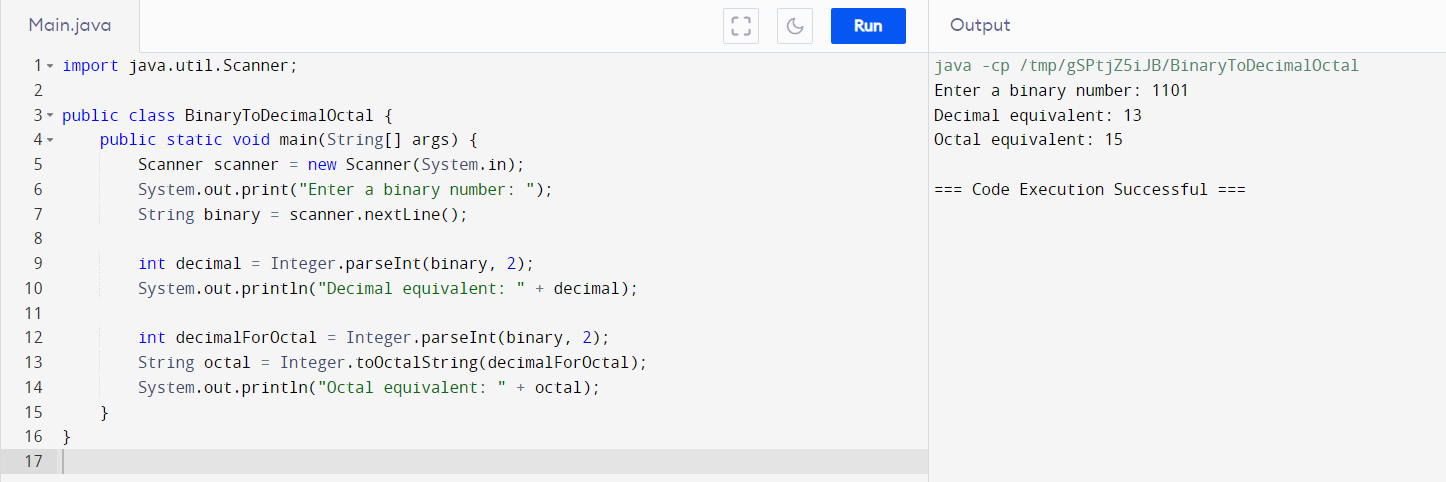 Main.java
Run
Output
1 import java.util.Scanner;
2
3 public class BinaryToDecimalOctal {
4     public static void main(String[] args) {
5         Scanner scanner = new Scanner(System.in);
6         System.out.print("Enter a binary number: ");
7         String binary = scanner.nextLine();
8
9         int decimal = Integer.parseInt(binary, 2);
10         System.out.println("Decimal equivalent: " + decimal);
11
12         int decimalForOctal = Integer.parseInt(binary, 2);
13         String octal = Integer.toOctalString(decimalForOctal);
14         System.out.println("Octal equivalent: " + octal);
15     }
16 }
17
java -cp /tmp/gSPtjZ5iJB/BinaryToDecimalOctal
Enter a binary number: 1101
Decimal equivalent: 13
Octal equivalent: 15
=== Code Execution Successful ===